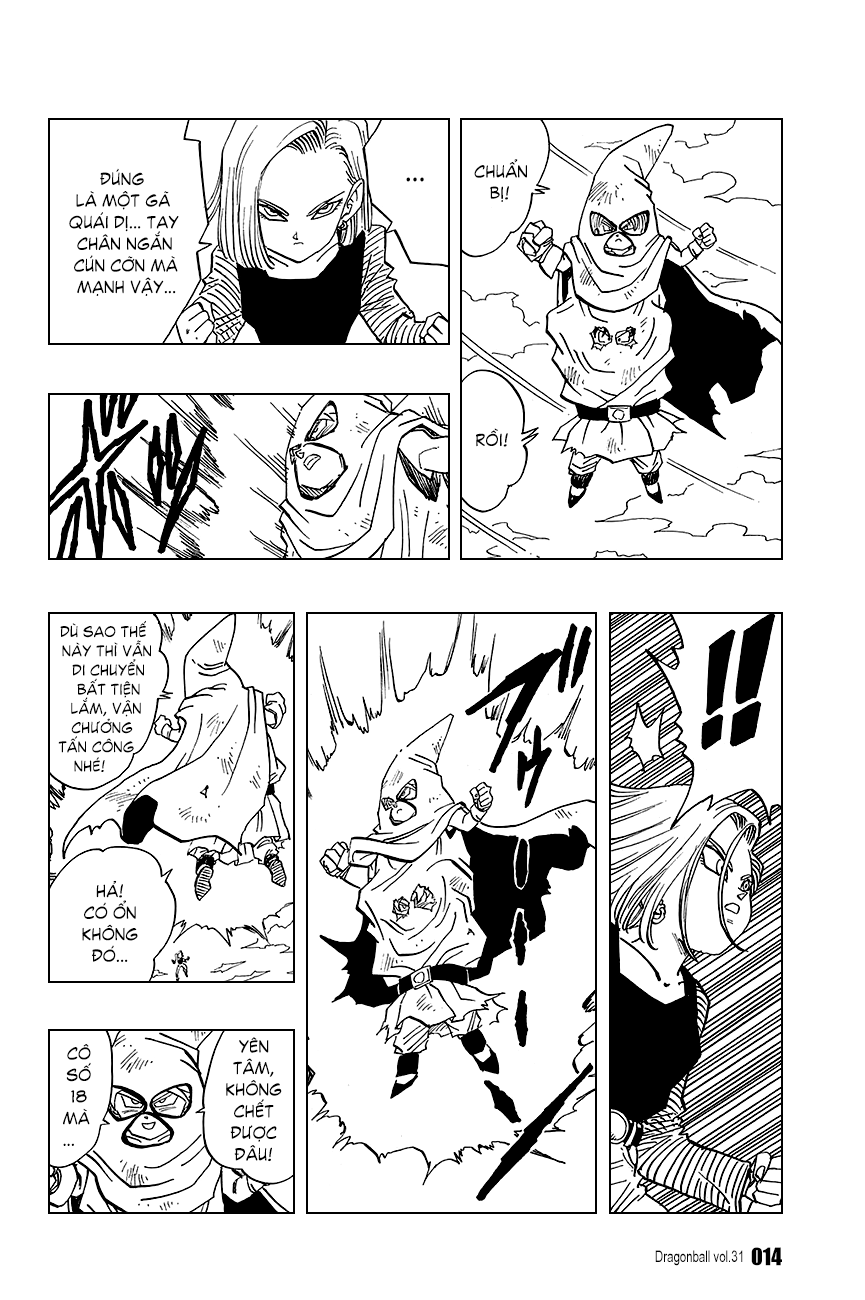 ĐÚNG
LÀ MỘT GÃ
QUÁI DỊ... TAY
CHÂN NGẮN
CÚN CỠN MÀ
MẠNH VẬY...
...
CHUẨN
BỊ!
RỒI!
!!
DÙ SAO THẾ
NÀY THÌ VẪN
DI CHUYỂN
BẤT TIỆN
LẮM, VẬN
CHƯỞNG
TẤN CÔNG
NHÉ!
HẢ!
CÓ ỔN
KHÔNG
ĐÓ...
CÔ
SỐ
18
MÀ
...
YÊN
TÂM,
KHÔNG
CHẾT
ĐƯỢC
ĐÂU!
Dragonball vol.31 014